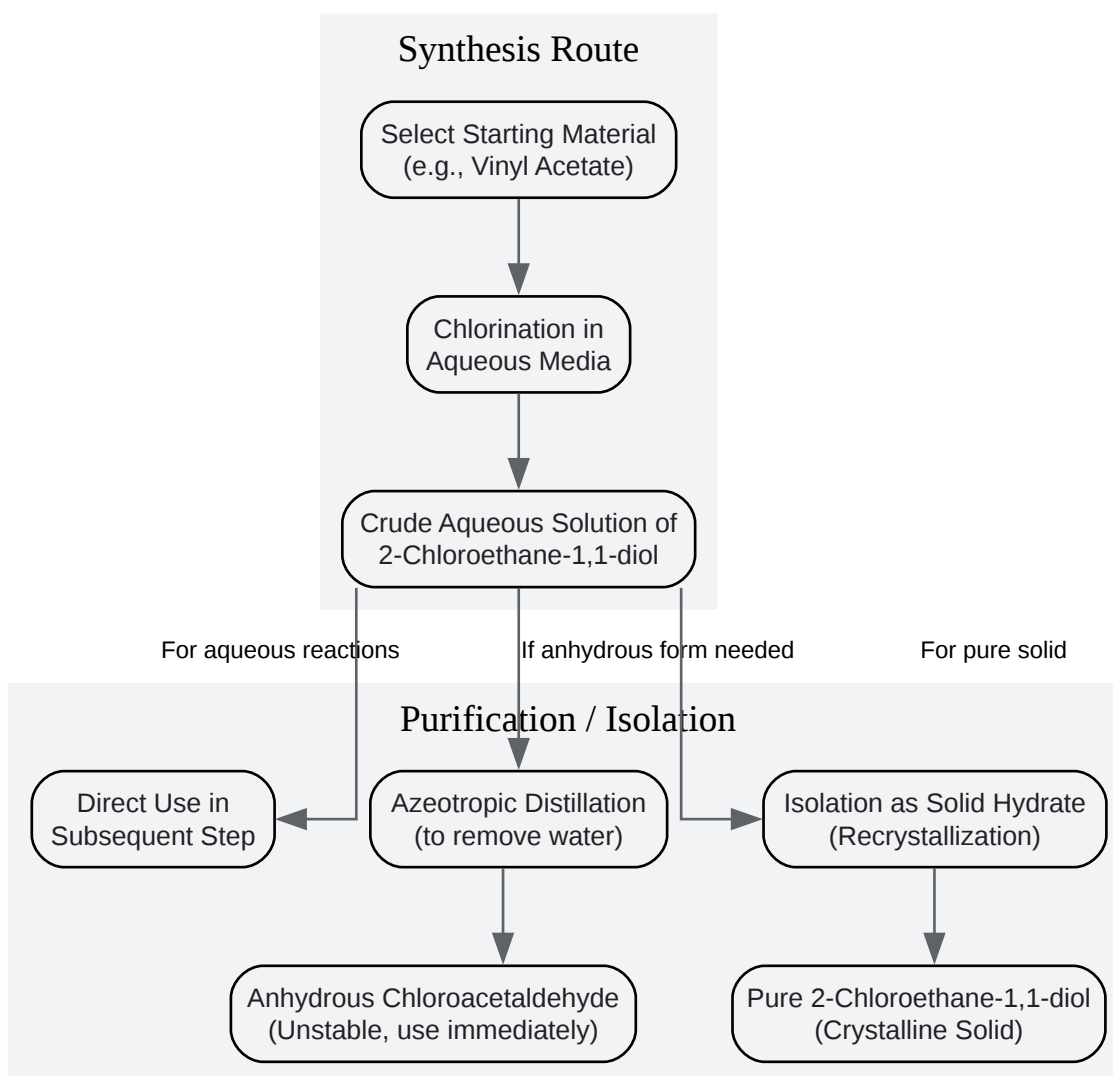 Synthesis Route
Select Starting Material
(e.g., Vinyl Acetate)
Chlorination in
Aqueous Media
Crude Aqueous Solution of
2-Chloroethane-1,1-diol
For aqueous reactions
If anhydrous form needed
For pure solid
Purification / Isolation
Direct Use in
Subsequent Step
Azeotropic Distillation
(to remove water)
Isolation as Solid Hydrate
(Recrystallization)
Anhydrous Chloroacetaldehyde
(Unstable, use immediately)
Pure 2-Chloroethane-1,1-diol
(Crystalline Solid)